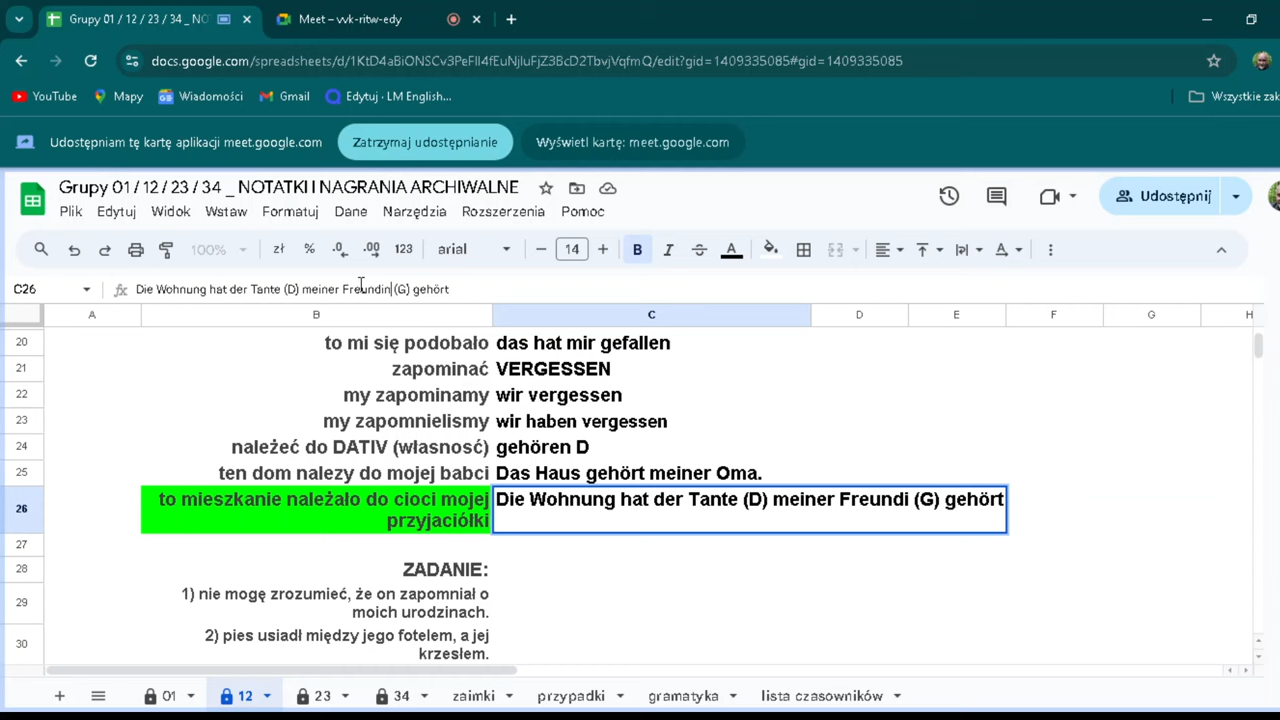 Grupy 01 / 12 / 23 / 34 _ NO
Meet – vvk-ritw-edy
docs.google.com/spreadsheets/d/1KtD4aBiONSCv3PeFIl4fEuNjluFjZ3BcD2TbvjVqfmQ/edit?gid=1409335085#gid=1409335085
YouTube Mapy Wiadomości Gmail Edytuj · LM English... Wszystkie zak
Udostępniam tę kartę aplikacji meet.google.com Zatrzymaj udostępnianie Wyświetl kartę: meet.google.com
Grupy 01 / 12 / 23 / 34 _ NOTATKI I NAGRANIA ARCHIWALNE
Udostępnij
Plik Edytuj Widok Wstaw Formatuj Dane Narzędzia Rozszerzenia Pomoc
100% zł % .0 .00 123 arial 14 B I S A
C26 fx Die Wohnung hat der Tante (D) meiner Freundin (G) gehört
A B C D E F G H
20 to mi się podobało das hat mir gefallen
21 zapominać VERGESSEN
22 my zapominamy wir vergessen
23 my zapomnielismy wir haben vergessen
24 należeć do DATIV (własność) gehören D
25 ten dom nalezy do mojej babci Das Haus gehört meiner Oma.
26 to mieszkanie należało do cioci mojej przyjaciółki Die Wohnung hat der Tante (D) meiner Freundi (G) gehört
27
28 ZADANIE:
29 1) nie mogę zrozumieć, że on zapomniał o
moich urodzinach.
30 2) pies usiadł między jego fotelem, a jej
krzesłem.
+ 01 12 23 34 zaimki przypadki gramatyka lista czasowników